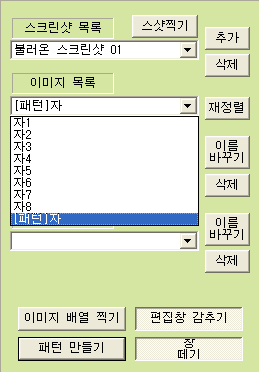 스크린샷 목록
스샷찍기
불러온 스크린샷 01
추가
삭제
이미지 목록
[패턴]자
재정렬
자1
자2
자3
자4
자5
자6
자7
자8
[패턴]자
이름
바꾸기
삭제
이름
바꾸기
삭제
이미지 배열 찍기
편집창 감추기
패턴 만들기
창
떼기